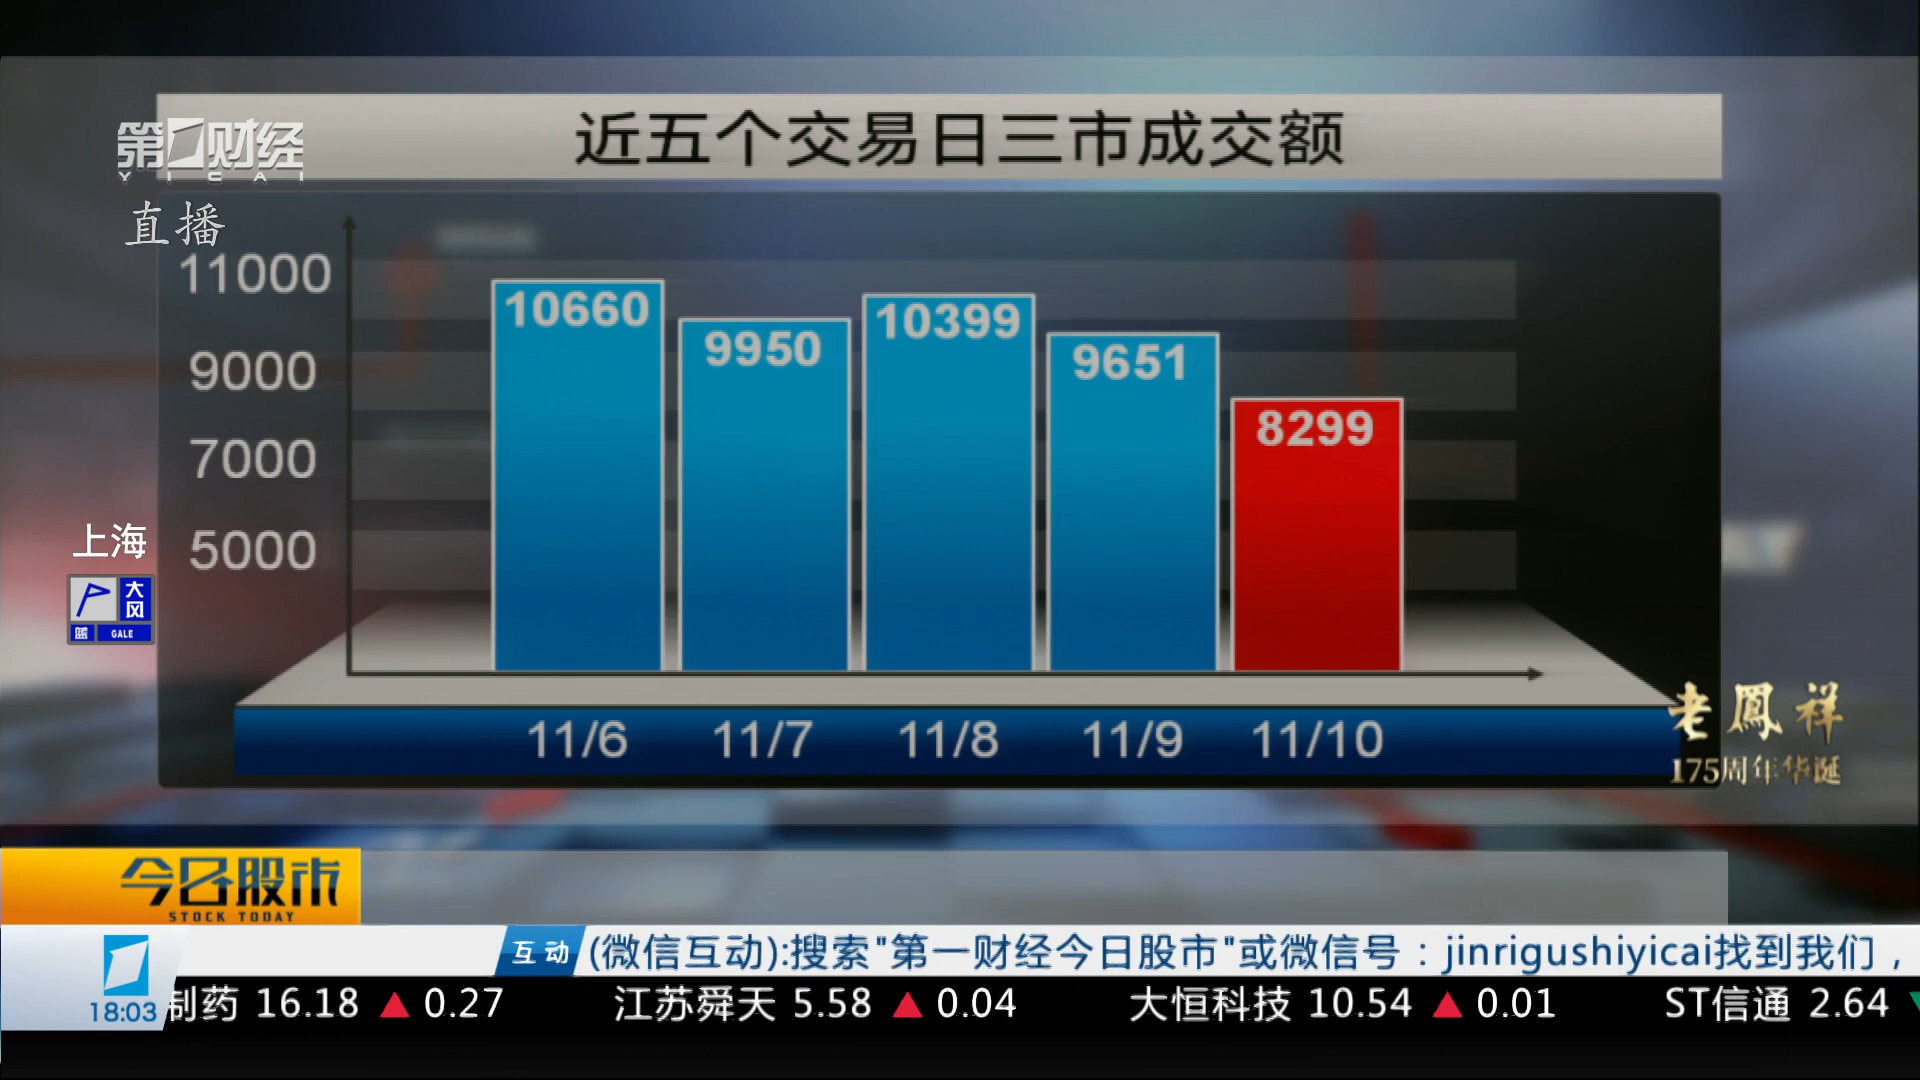 近五个交易日三市成交额
第1财经
YICAI
直播
11000
9000
7000
5000
10660
9950
10399
9651
8299
11/6
11/7
11/8
11/9
11/10
上海
大风
蓝 GALE
老鳳祥
175周年华诞
今日股市
STOCK TODAY
互动 (微信互动):搜索"第一财经今日股市"或微信号：jinrigushiyicai找到我们，
18:03
制药 16.18 ▲ 0.27 江苏舜天 5.58 ▲ 0.04 大恒科技 10.54 ▲ 0.01 ST信通 2.64